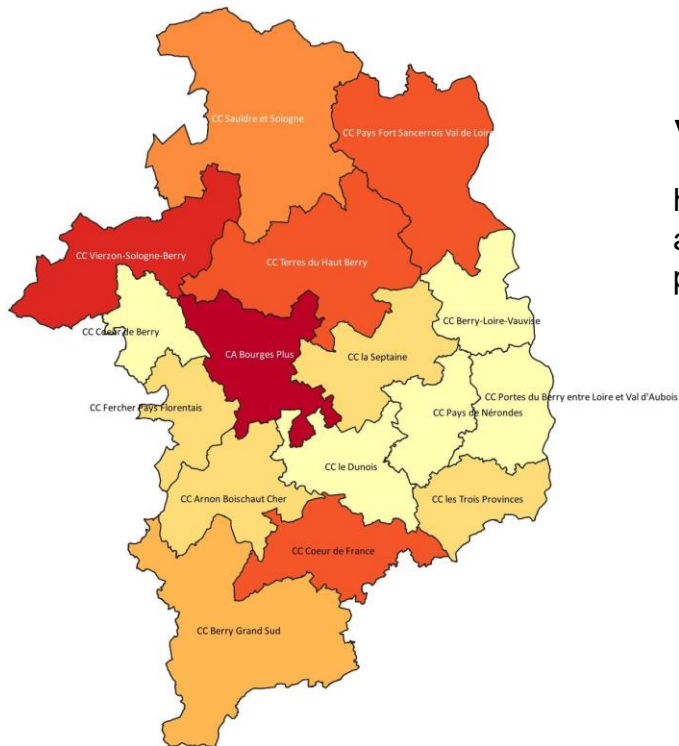 CC Sauldre et Sologne
CC Pays Fort Sancerrois Val de Loir
CC Vierzon-Sologne-Berry
CC Terres du Haut Berry
CC Berry-Loire-Vauvise
CC Coeur de Berry
CA Bourges Plus
CC la Septaine
CC Portes du Berry entre Loire et Val d'Aubois
CC Fercher Pays Florentais
CC Pays de Nérondes
CC le Dunois
CC Arnon Boischaut Cher
CC les Trois Provinces
CC Coeur de France
CC Berry Grand Sud